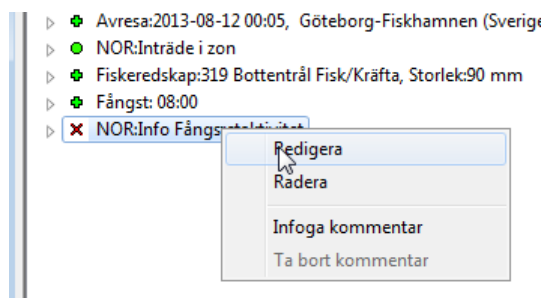 Avresa:2013-08-12 00:05, Göteborg-Fiskhamnen (Sverige
NOR:Inträde i zon
Fiskeredskap:319 Bottentrål Fisk/Kräfta, Storlek:90 mm
Fångst: 08:00
NOR:Info Fångstaktivitet
Redigera
Radera
Infoga kommentar
Ta bort kommentar